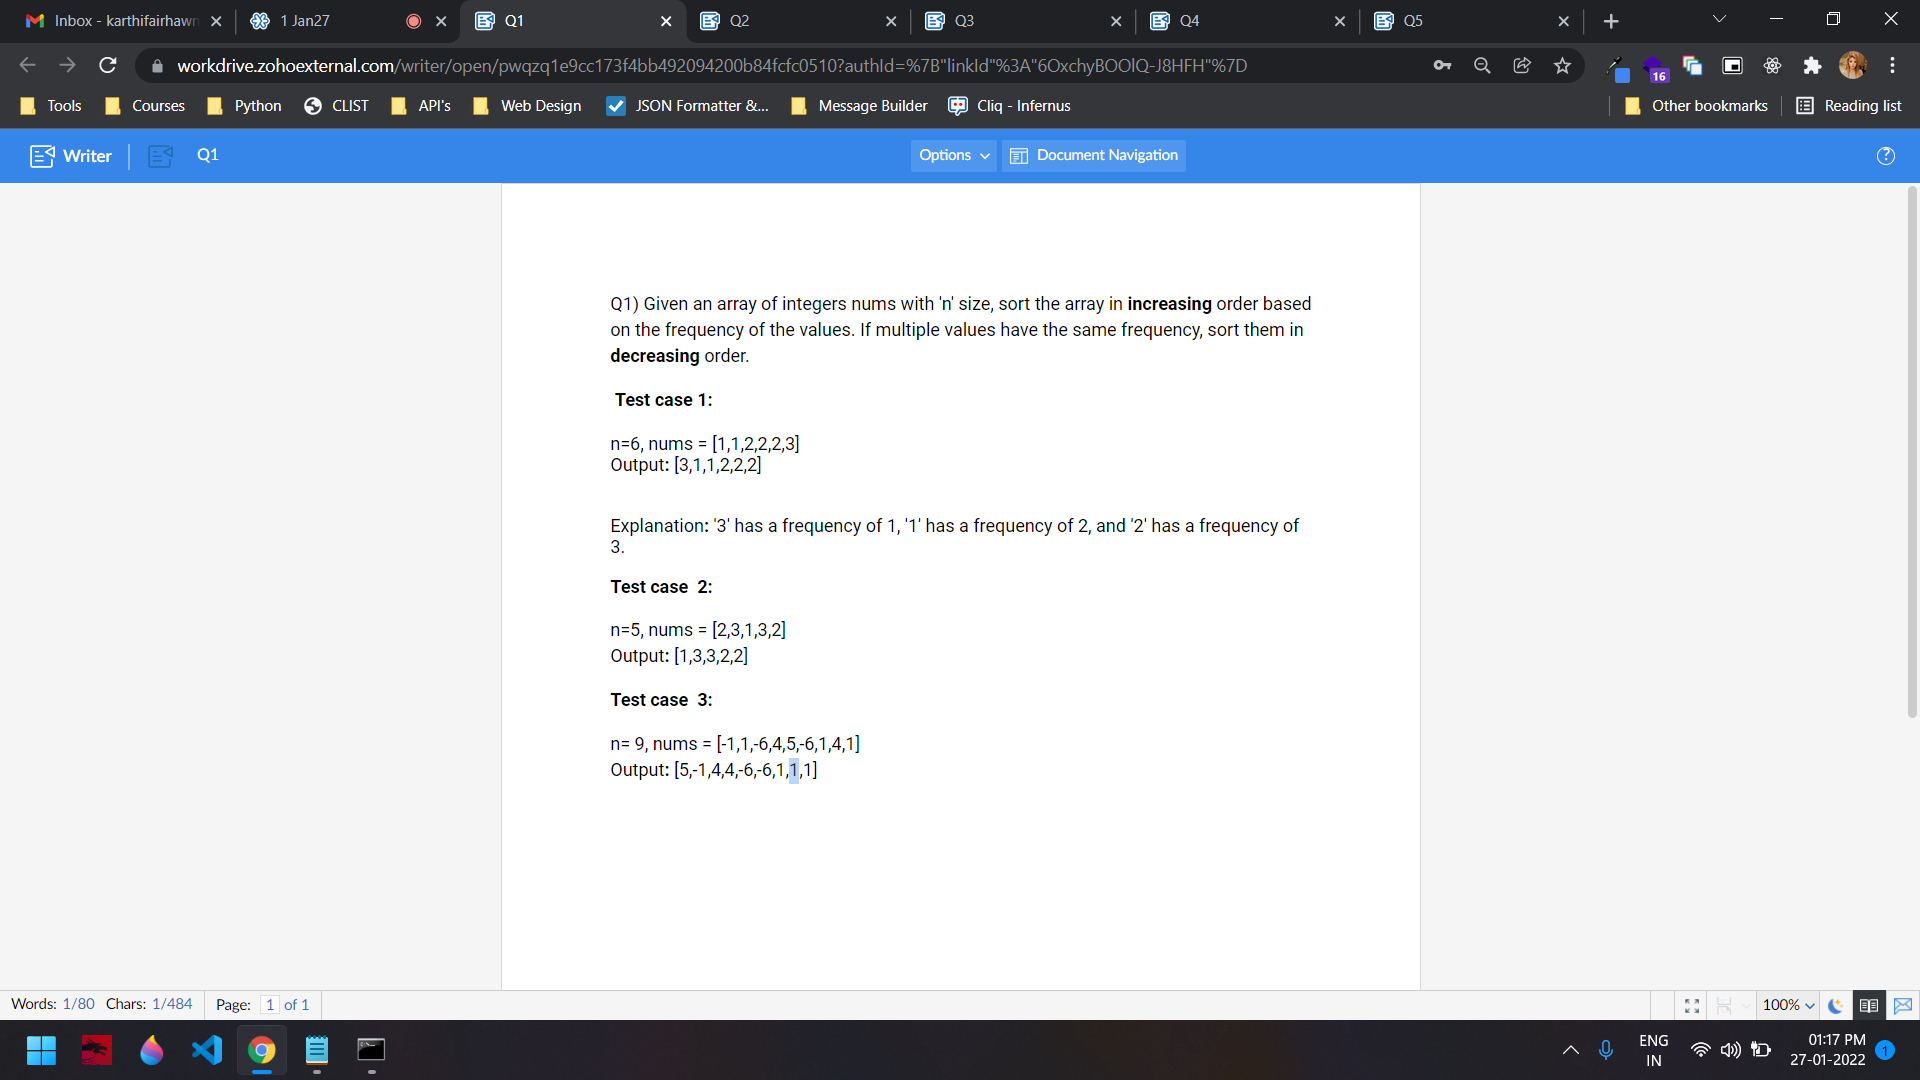 Inbox - karthifairhawn
1 Jan27
Q1
Q2
Q3
Q4
Q5
workdrive.zohoexternal.com/writer/open/pwqzq1e9cc173f4bb492094200b84fcfc0510?authId=%7B"linkId"%3A"6OxchyBOOlQ-J8HFH"%7D
16
Tools
Courses
Python
CLIST
API's
Web Design
JSON Formatter &...
Message Builder
Cliq - Infernus
Other bookmarks
Reading list
Writer
Q1
Options
Document Navigation
Q1) Given an array of integers nums with 'n' size, sort the array in increasing order based
on the frequency of the values. If multiple values have the same frequency, sort them in
decreasing order.
Test case 1:
n=6, nums = [1,1,2,2,2,3]
Output: [3,1,1,2,2,2]
Explanation: '3' has a frequency of 1, '1' has a frequency of 2, and '2' has a frequency of
3.
Test case  2:
n=5, nums = [2,3,1,3,2]
Output: [1,3,3,2,2]
Test case  3:
n= 9, nums = [-1,1,-6,4,5,-6,1,4,1]
Output: [5,-1,4,4,-6,-6,1,1,1]
Words: 1/80 Chars: 1/484 Page: 1 of 1
100%
ENG
IN
01:17 PM
27-01-2022
1